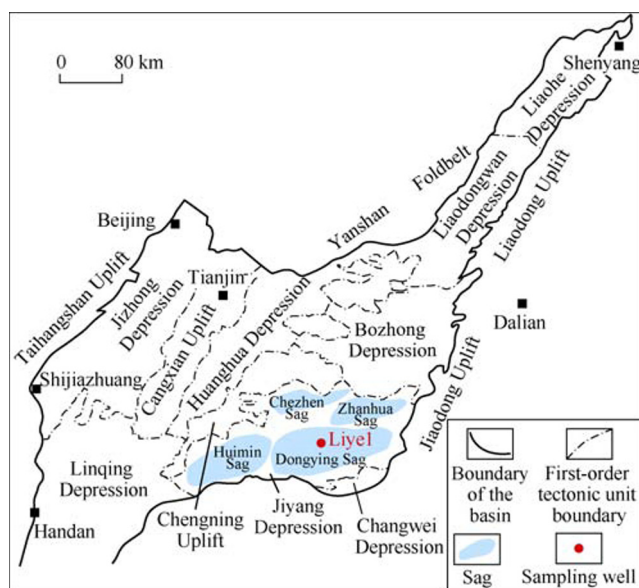 0 80 km
Shenyang
Liaohe
Depression
Liaodongwan
Depression
Liaodong Uplift
Foldbelt
Yanshan
Beijing
Taihangshan Uplift
Jizhong
Depression
Tianjin
Cangxian Uplift
Huanghua Depression
Bozhong
Depression
Dalian
Jiaodong Uplift
Shijiazhuang
Chezhen
Sag
Zhanhua
Sag
Liye1
Huimin
Sag
Dongying Sag
Linqing
Depression
Chengning
Uplift
Jiyang
Depression
Changwei
Depression
Handan
Boundary
of the
basin
First-order
tectonic unit
boundary
Sag
Sampling well